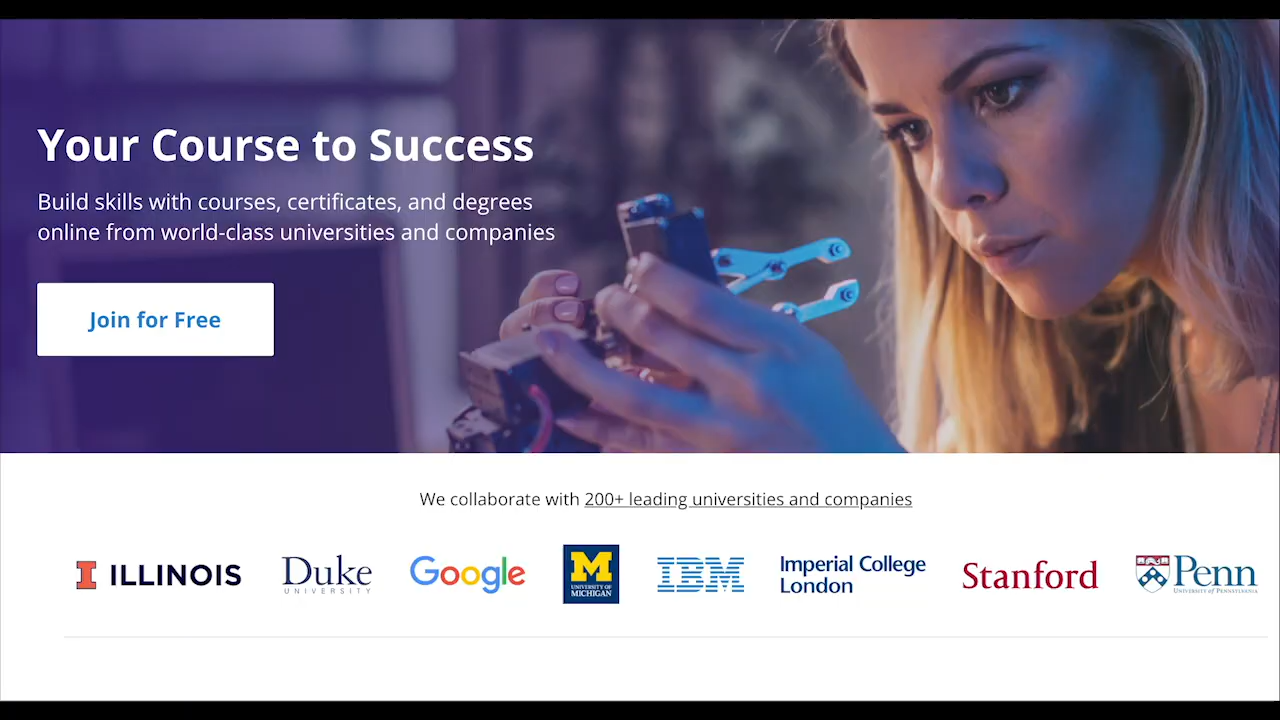 Your Course to Success
Build skills with courses, certificates, and degrees
online from world-class universities and companies
Join for Free
We collaborate with 200+ leading universities and companies
I ILLINOIS
Duke
UNIVERSITY
Google
M
UNIVERSITY OF
MICHIGAN
IBM
Imperial College
London
Stanford
Penn
UNIVERSITY of PENNSYLVANIA